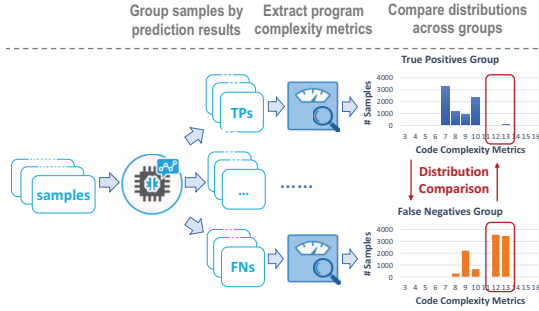 Group samples by
prediction results
Extract program
complexity metrics
Compare distributions
across groups
samples
TPs
...
......
FNs
True Positives Group
# Samples
4000
3000
2000
1000
0
3 4 5 6 7 8 9 10 11 12 13 14 15 16
Code Complexity Metrics
Distribution
Comparison
False Negatives Group
# Samples
4000
3000
2000
1000
0
3 4 5 6 7 8 9 10 11 12 13 14 15 16
Code Complexity Metrics